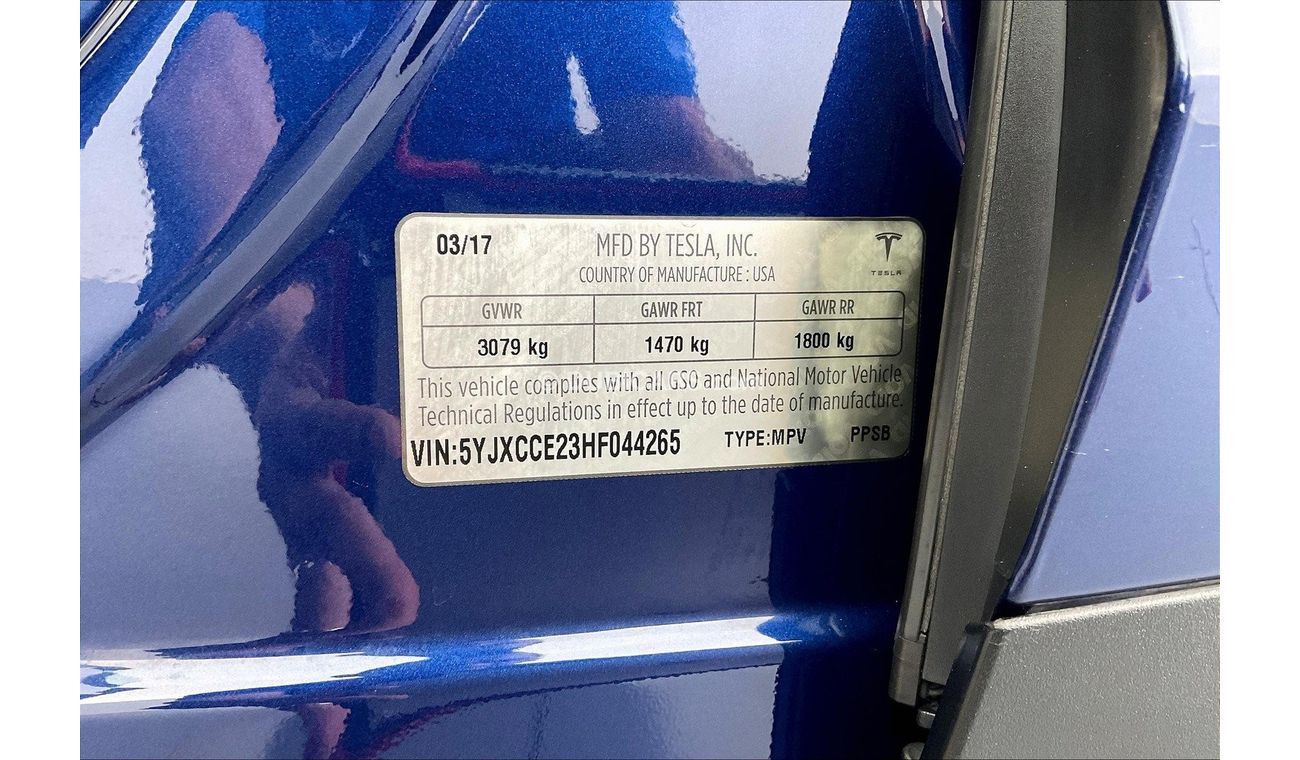 03/17 MFD BY TESLA, INC.
COUNTRY OF MANUFACTURE : USA
TESLA
GVWR GAWR FRT GAWR RR
3079 kg 1470 kg 1800 kg
This vehicle complies with all GSO and National Motor Vehicle
Technical Regulations in effect up to the date of manufacture.
VIN:5YJXCCE23HF044265 TYPE:MPV PPSB